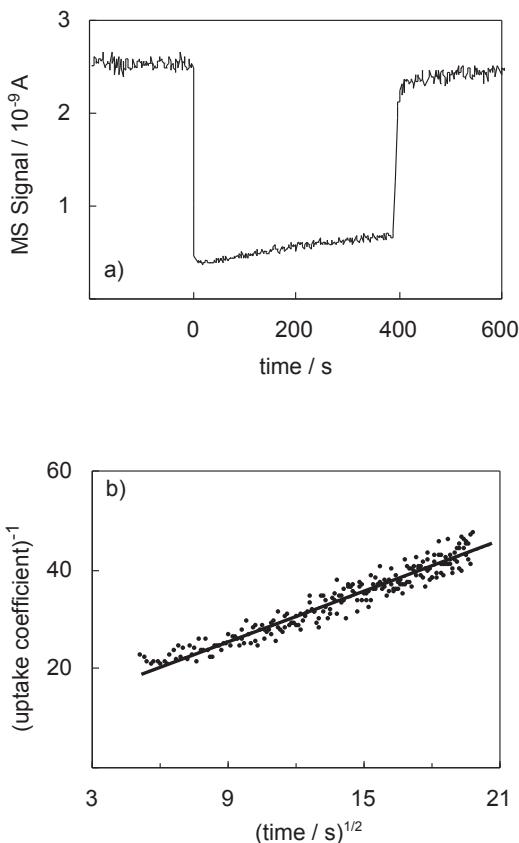 3
2
1
MS Signal / 10⁻⁹ A
a)
0 200 400 600
time / s
60
b)
40
20
(uptake coefficient)⁻¹
3 9 15 21
(time / s)¹/²